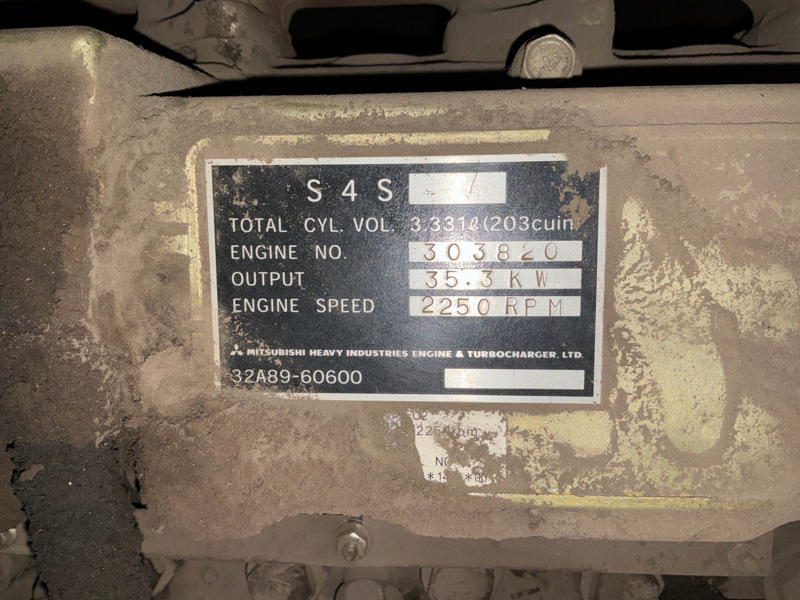 S4S
TOTAL CYL. VOL. 3.331ℓ(203cuin
ENGINE NO. 303820
OUTPUT 35.3KW
ENGINE SPEED 2250RPM
MITSUBISHI HEAVY INDUSTRIES ENGINE & TURBOCHARGER, LTD.
32A89-60600